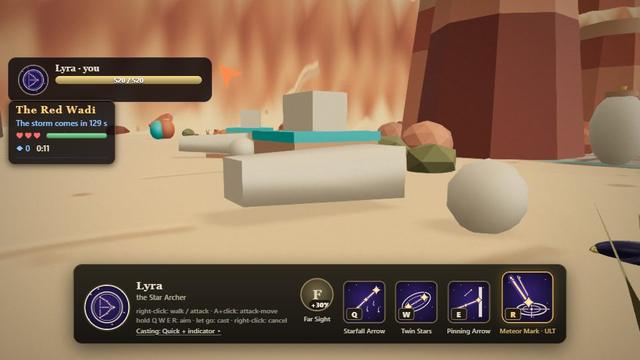 Lyra · you
520 / 520
The Red Wadi
The storm comes in 129 s
0 0:11
Lyra
the Star Archer
right-click: walk / attack · A+click: attack-move
hold Q W E R: aim · let go: cast · right-click: cancel
Casting: Quick + indicator
F
+30%
Far Sight
Q
Starfall Arrow
W
Twin Stars
E
Pinning Arrow
R
Meteor Mark · ULT